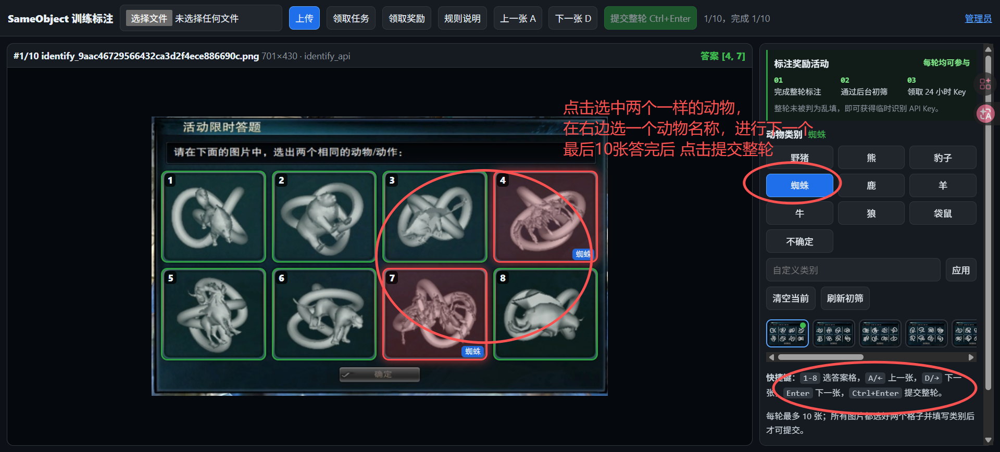 SameObject 训练标注
选择文件 未选择任何文件
上传
领取任务
领取奖励
规则说明
上一张 A
下一张 D
提交整轮 Ctrl+Enter
1/10，完成 1/10
管理员
#1/10 identify_9aac46729566432ca3d2f4ece886690c.png 701×430 · identify_api
答案 [4, 7]
点击选中两个一样的动物，
在右边选一个动物名称，进行下一个
最后10张答完后 点击提交整轮
活动限时答题
请在下面的图片中，选出两个相同的动物/动作：
1
2
3
4
蜘蛛
5
6
7
蜘蛛
8
确定
标注奖励活动
每轮均可参与
01
完成整轮标注
02
通过后台初筛
03
领取 24 小时 Key
整轮未被判为乱填，即可获得临时识别 API Key。
动物类别 蜘蛛
野猪
熊
豹子
蜘蛛
鹿
羊
牛
狼
袋鼠
不确定
自定义类别
应用
清空当前
刷新初筛
快捷键： 1-8 选答案格， A/← 上一张， D/→ 下一
张， Enter 下一张， Ctrl+Enter 提交整轮。
每轮最多 10 张；所有图片都选好两个格子并填写类别后
才可提交。